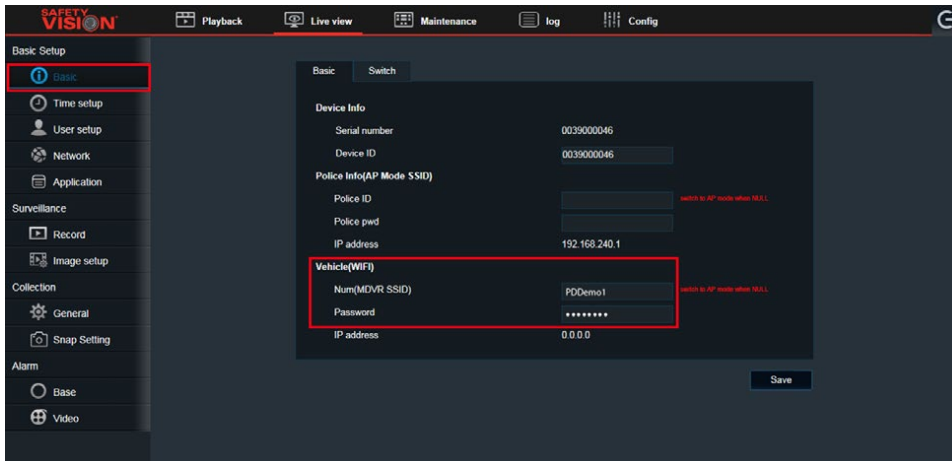 SAFETY VISION
Playback
Live view
Maintenance
log
Config
Basic Setup
Basic
Time setup
User setup
Network
Application
Surveillance
Record
Image setup
Collection
General
Snap Setting
Alarm
Base
Video
Basic Switch
Device Info
Serial number 0039000046
Device ID 0039000046
Police Info(AP Mode SSID)
Police ID switch to AP mode when NULL
Police pwd
IP address 192.168.240.1
Vehicle(WIFI)
Num(MDVR SSID) PDDemo1 switch to AP mode when NULL
Password ••••••••
IP address 0.0.0.0
Save